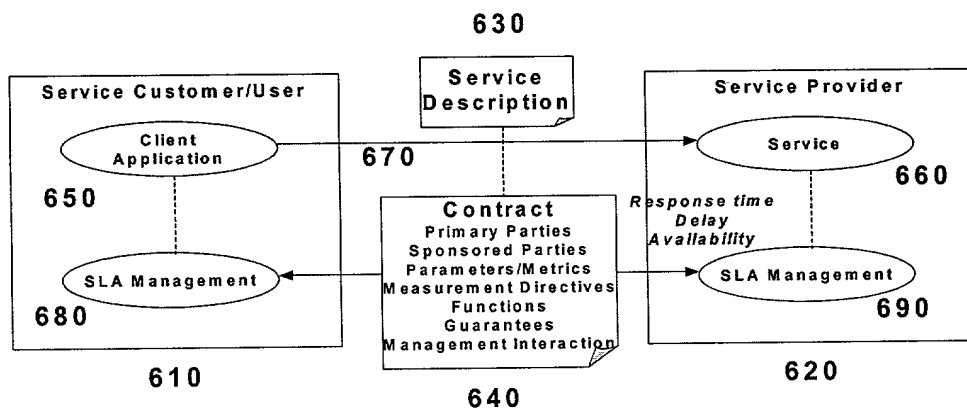 630
Service Customer/User
Service
Description
Service Provider
Client
Application
670
Service
650
660
Contract
Primary Parties
Sponsored Parties
Parameters/Metrics
Measurement Directives
Functions
Guarantees
Management Interaction
Response time
Delay
Availability
SLA Management
SLA Management
680
690
610
640
620